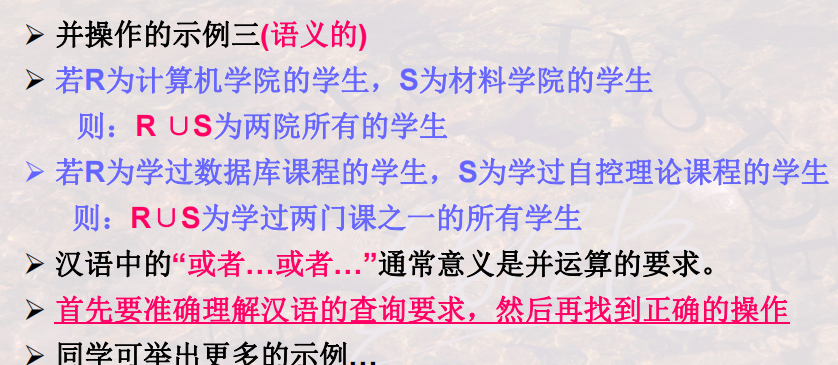 ➢ 并操作的示例三(语义的)
➢ 若R为计算机学院的学生，S为材料学院的学生
则：R ∪S为两院所有的学生
➢ 若R为学过数据库课程的学生，S为学过自控理论课程的学生
则：R∪S为学过两门课之一的所有学生
➢ 汉语中的“或者…或者…”通常意义是并运算的要求。
➢ 首先要准确理解汉语的查询要求，然后再找到正确的操作
➢ 同学可举出更多的示例…